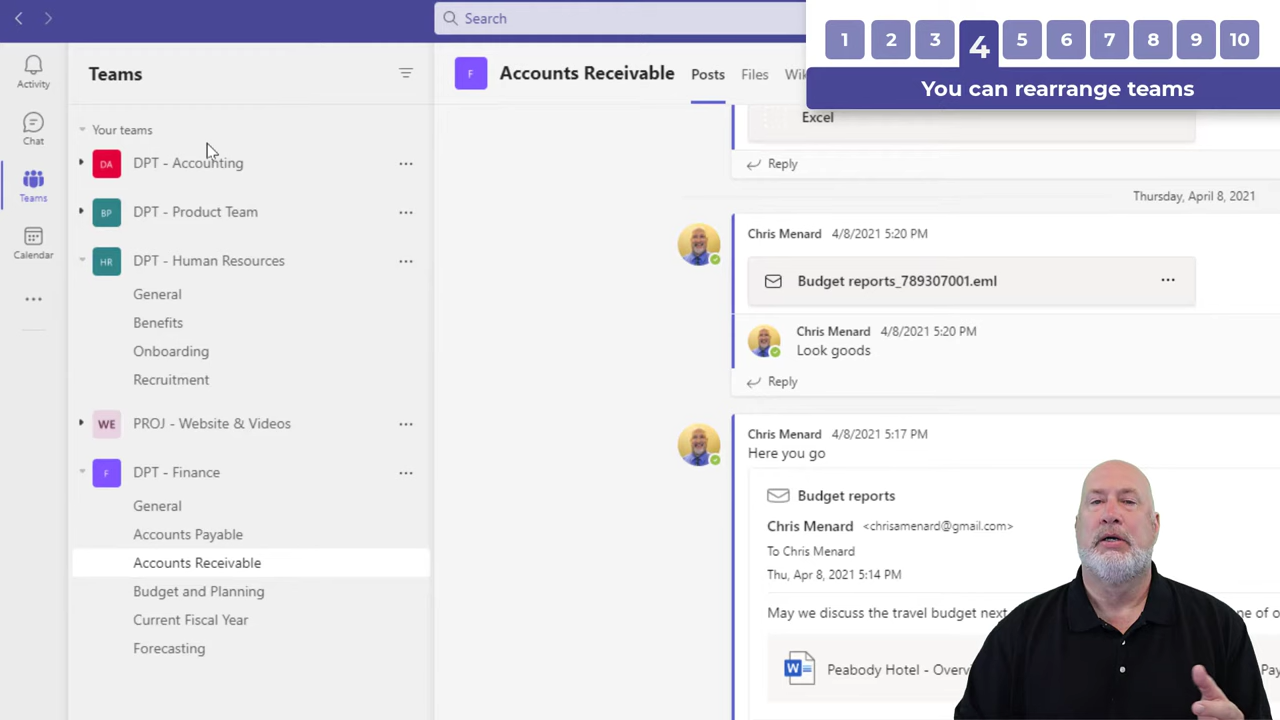 Search
1 2 3 4 5 6 7 8 9 10
You can rearrange teams
Activity
Chat
Teams
Calendar
Teams
Your teams
DA DPT - Accounting
BP DPT - Product Team
HR DPT - Human Resources
General
Benefits
Onboarding
Recruitment
WE PROJ - Website & Videos
F DPT - Finance
General
Accounts Payable
Accounts Receivable
Budget and Planning
Current Fiscal Year
Forecasting
F Accounts Receivable Posts Files Wi
Excel
Reply
Thursday, April 8, 2021
Chris Menard 4/8/2021 5:20 PM
Budget reports_789307001.eml
Chris Menard 4/8/2021 5:20 PM
Look goods
Reply
Chris Menard 4/8/2021 5:17 PM
Here you go
Budget reports
Chris Menard <chrisamenard@gmail.com>
To Chris Menard
Thu, Apr 8, 2021 5:14 PM
May we discuss the travel budget next ne of o
W Peabody Hotel - Overv Pay